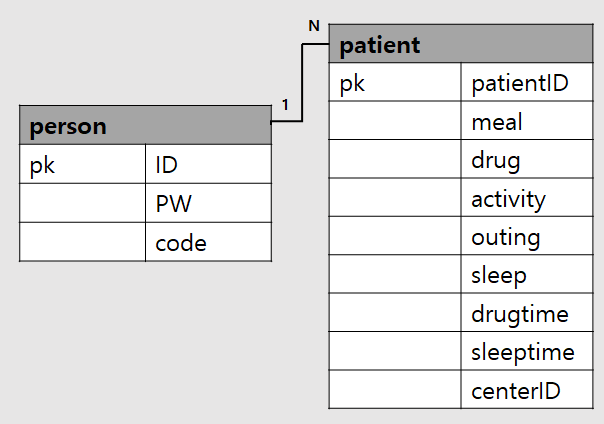 N
patient
pk patientID
meal
drug
activity
outing
sleep
drugtime
sleeptime
centerID
1
person
pk ID
PW
code